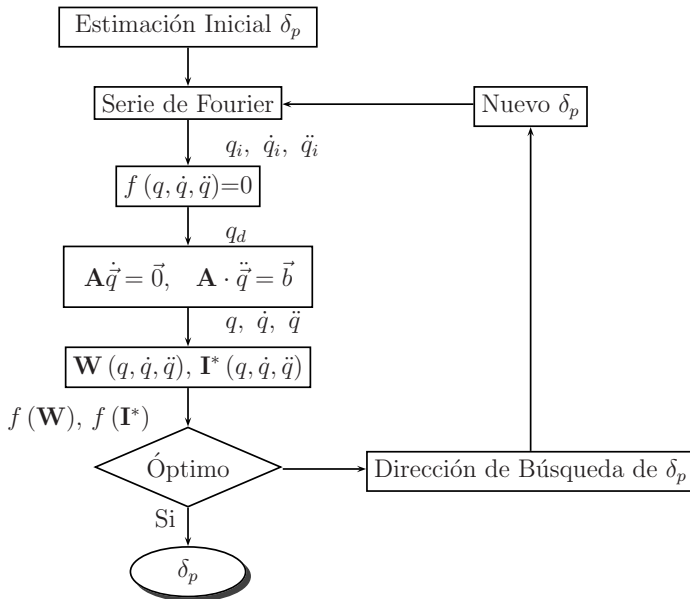 Estimación Inicial δ_p
Serie de Fourier
Nuevo δ_p
q_i, q̇_i, q̈_i
f (q, q̇, q̈)=0
q_d
𝐀q⃗̇ = 0⃗, 𝐀 · q⃗̈ = b⃗
q, q̇, q̈
𝐖 (q, q̇, q̈), 𝐈* (q, q̇, q̈)
f (𝐖), f (𝐈*)
Óptimo
Dirección de Búsqueda de δ_p
Si
δ_p